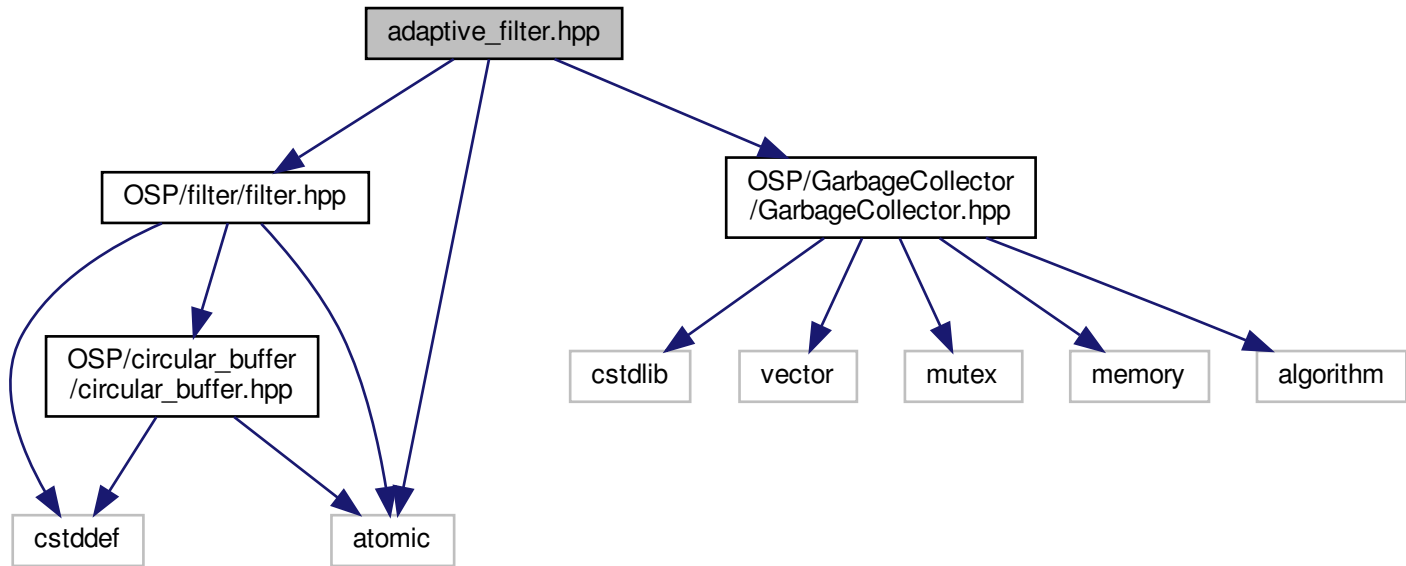 adaptive_filter.hpp
OSP/filter/filter.hpp
OSP/GarbageCollector
/GarbageCollector.hpp
OSP/circular_buffer
/circular_buffer.hpp
cstdlib
vector
mutex
memory
algorithm
cstddef
atomic